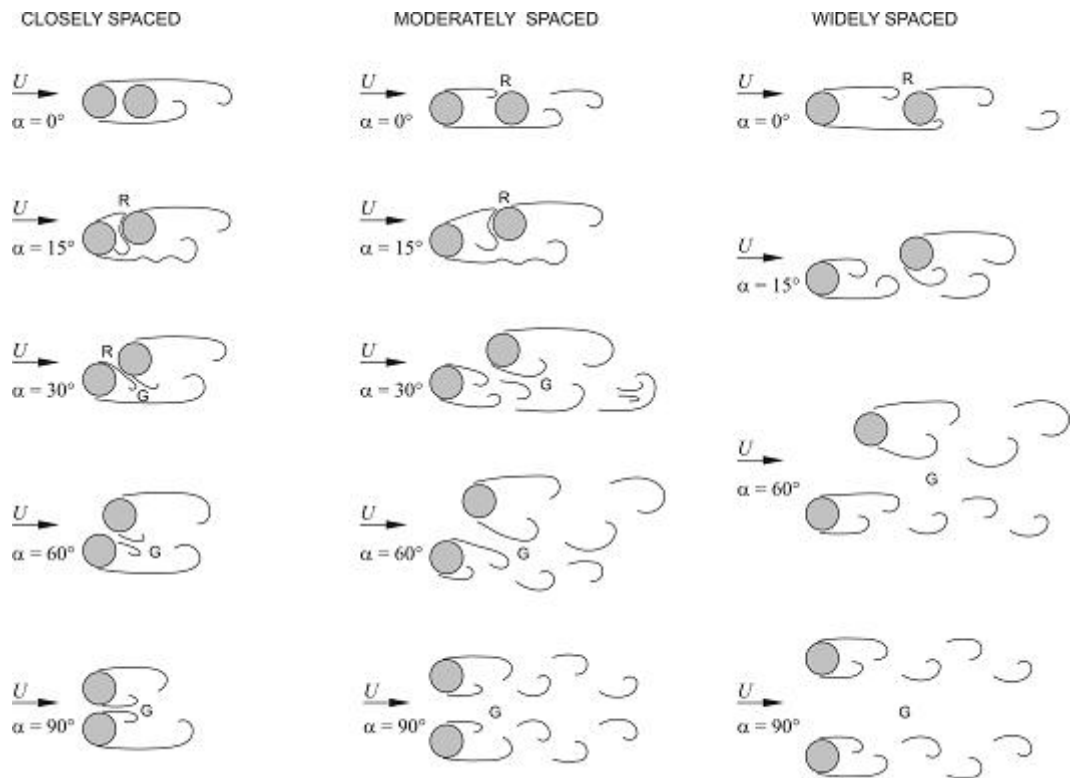 CLOSELY SPACED MODERATELY SPACED WIDELY SPACED
U U R U R
α = 0° α = 0° α = 0°
U R U R U
α = 15° α = 15° α = 15°
U R U
α = 30° G α = 30° G
U U U
α = 60° G α = 60° G α = 60° G
U U U
α = 90° G α = 90° G α = 90° G